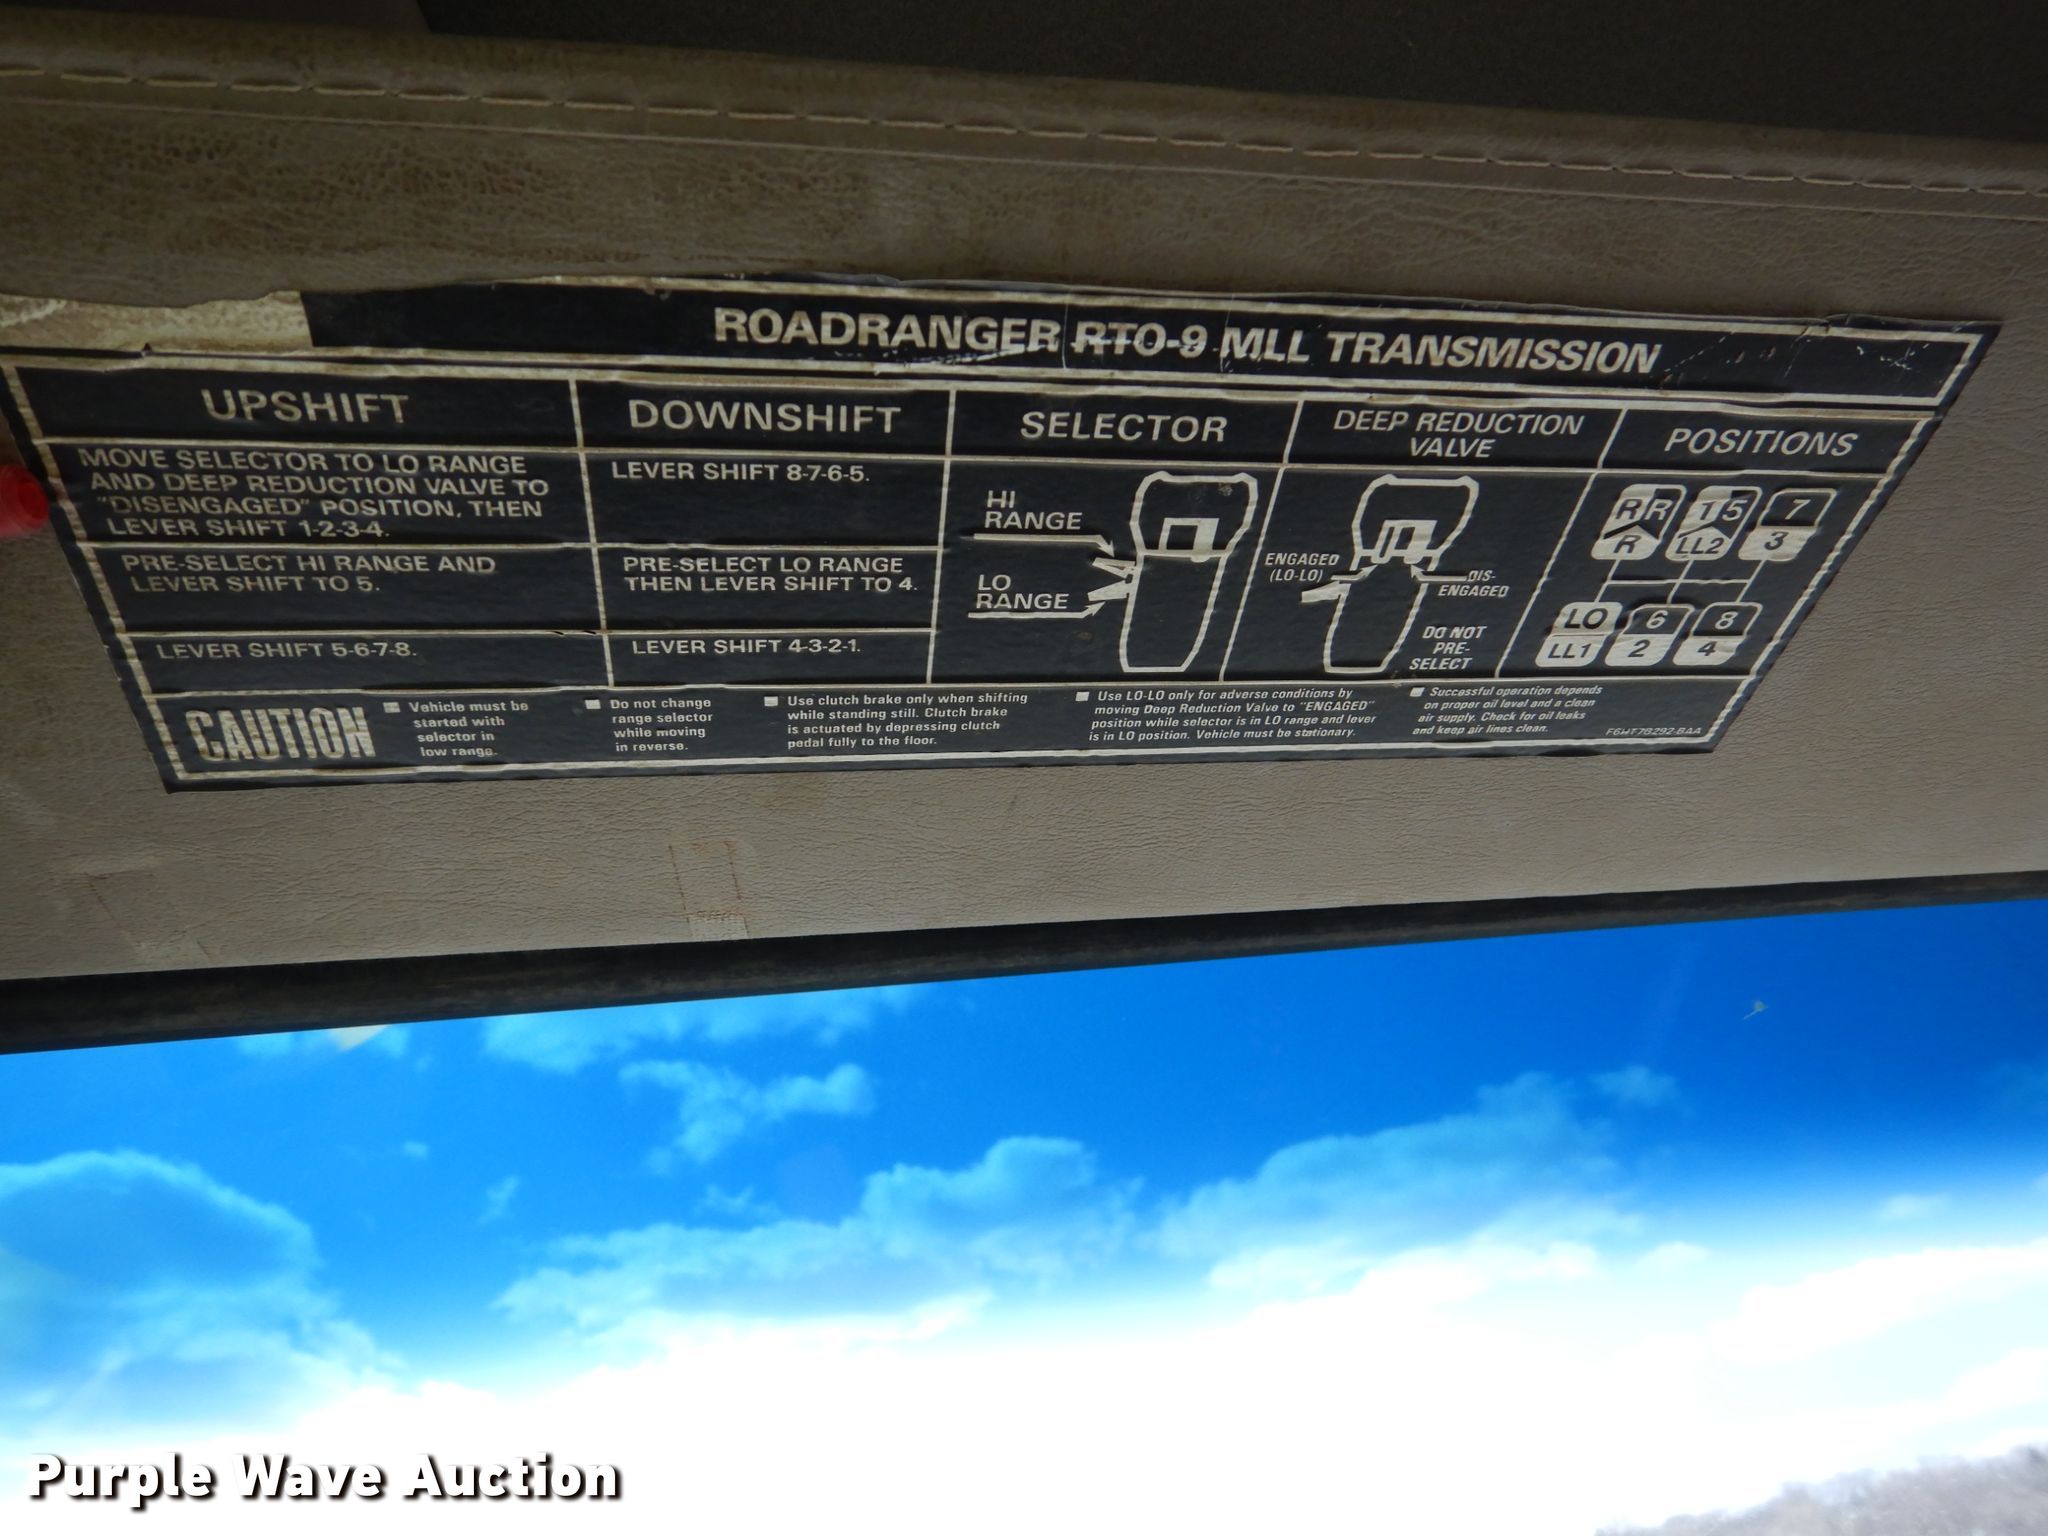 ROADRANGER RTO-9 MLL TRANSMISSION
UPSHIFT
MOVE SELECTOR TO LO RANGE
AND DEEP REDUCTION VALVE TO
"DISENGAGED" POSITION, THEN
LEVER SHIFT 1-2-3-4.
PRE-SELECT HI RANGE AND
LEVER SHIFT TO 5.
LEVER SHIFT 5-6-7-8.
DOWNSHIFT
LEVER SHIFT 8-7-6-5.
PRE-SELECT LO RANGE
THEN LEVER SHIFT TO 4.
LEVER SHIFT 4-3-2-1.
SELECTOR
HI
RANGE
LO
RANGE
DEEP REDUCTION
VALVE
ENGAGED
(LO-LO)
DIS-
ENGAGED
DO NOT
PRE-
SELECT
POSITIONS
R R 1 5 7
R LL2 3
LO 6 8
LL1 2 4
CAUTION
Vehicle must be
started with
selector in
low range.
Do not change
range selector
while moving
in reverse.
Use clutch brake only when shifting
while standing still. Clutch brake
is actuated by depressing clutch
pedal fully to the floor.
Use LO-LO only for adverse conditions by
moving Deep Reduction Valve to "ENGAGED"
position while selector is in LO range and lever
is in LO position. Vehicle must be stationary.
Successful operation depends
on proper oil level and a clean
air supply. Check for oil leaks
and keep air lines clean.
F6HT7B292-BAA
Purple Wave Auction